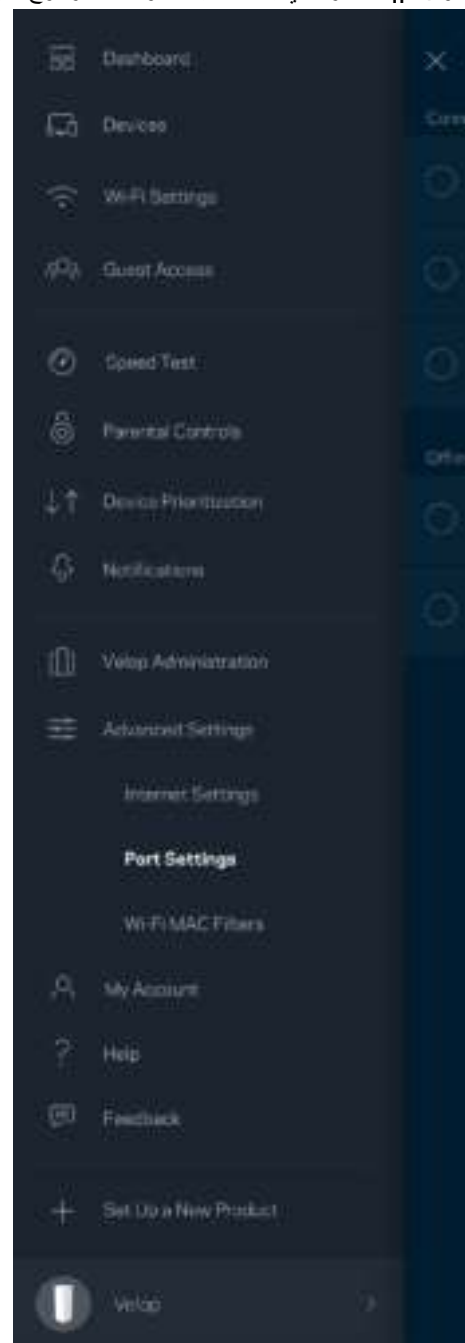 Dashboard
Devices
Wi-Fi Settings
Guest Access
Speed Test
Parental Controls
Device Prioritization
Notifications
Velop Administration
Advanced Settings
Internet Settings
Port Settings
Wi-Fi MAC Filters
My Account
Help
Feedback
Set Up a New Product
Velop